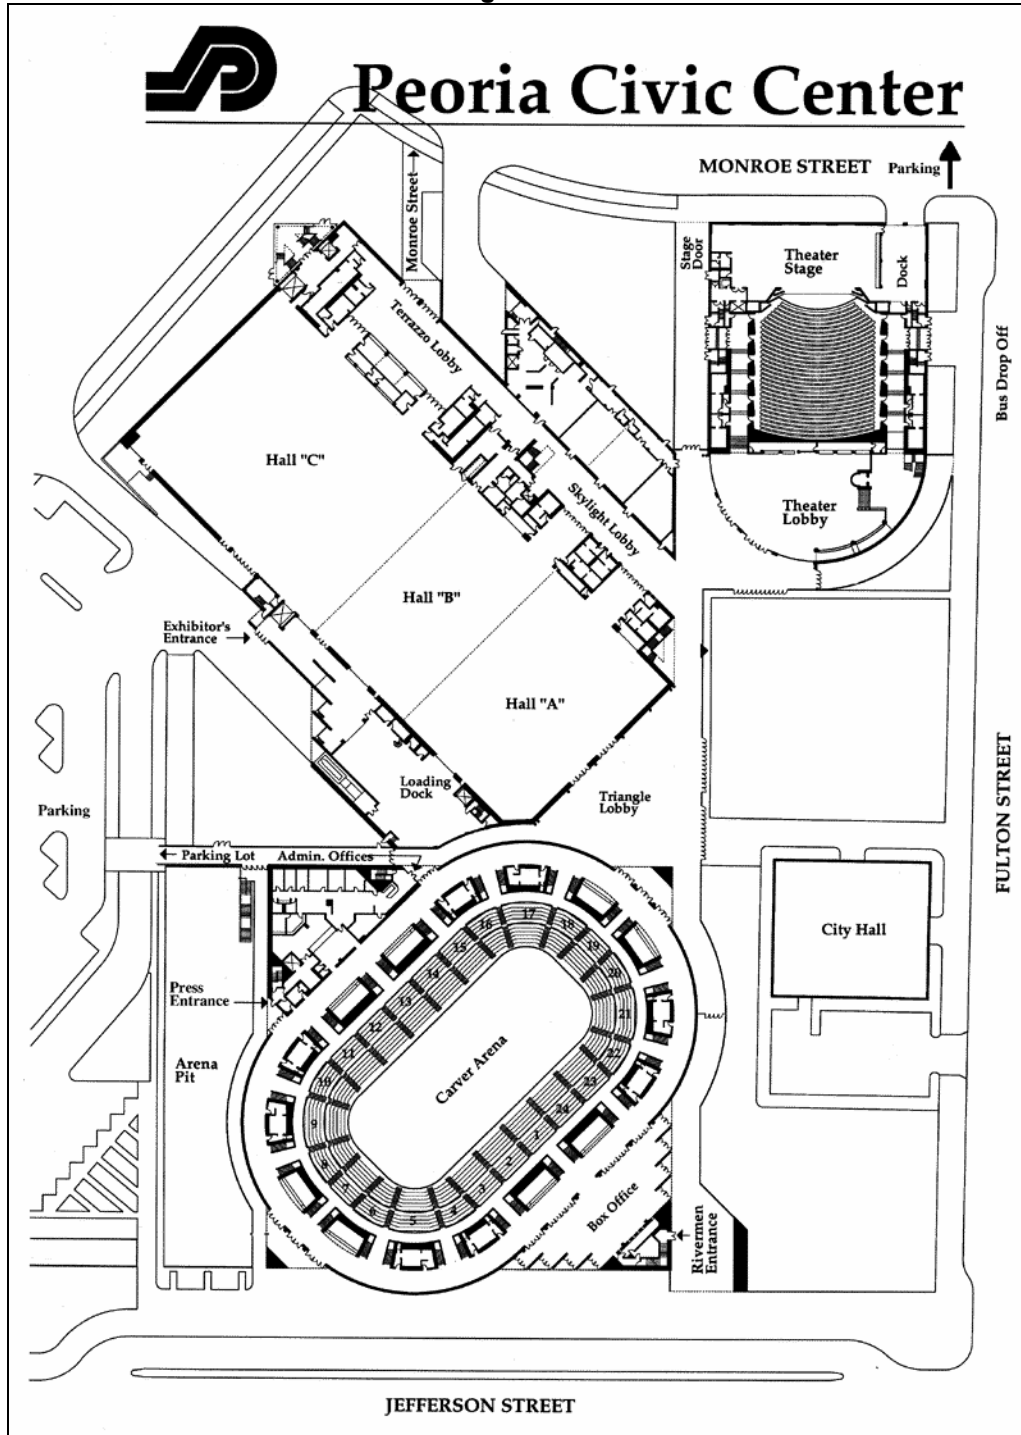 Peoria Civic Center
MONROE STREET
Parking
Monroe Street
Stage
Door
Theater
Stage
Dock
Terrazzo Lobby
Bus Drop Off
Hall "C"
Skylight Lobby
Theater
Lobby
Hall "B"
Exhibitor's
Entrance
Hall "A"
Loading
Dock
Triangle
Lobby
FULTON STREET
Parking
Parking Lot
Admin. Offices
City Hall
Press
Entrance
Arena
Pit
Carver Arena
17
18
19
20
21
22
23
24
1
2
3
4
5
6
7
8
9
10
11
12
13
14
15
16
Box Office
Rivermen
Entrance
JEFFERSON STREET